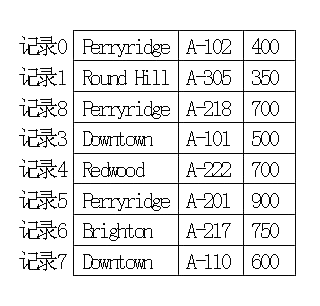 记录0 Perryridge A-102 400
记录1 Round Hill A-305 350
记录8 Perryridge A-218 700
记录3 Downtown A-101 500
记录4 Redwood A-222 700
记录5 Perryridge A-201 900
记录6 Brighton A-217 750
记录7 Downtown A-110 600